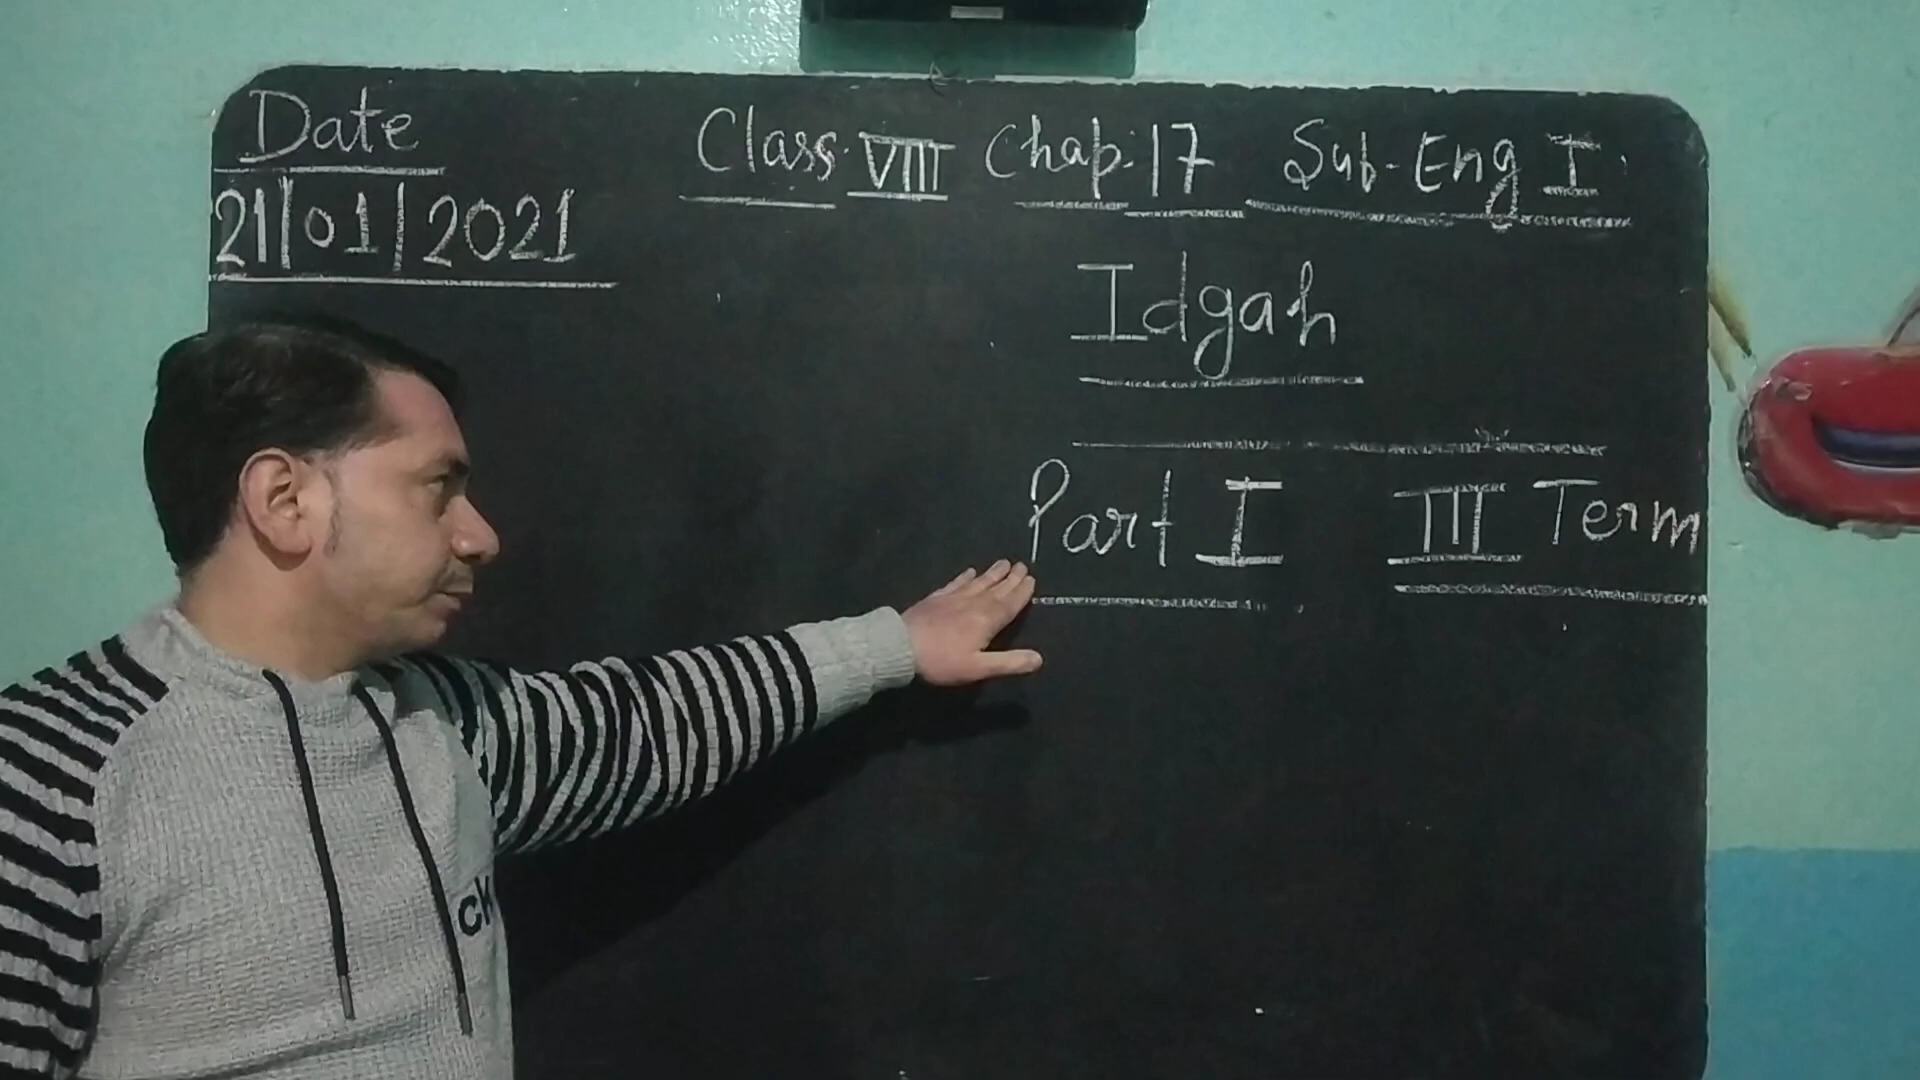 Date
21/01/2021
Class VIII Chap. 17 Sub-Eng I.
Idgah
Part I III Term